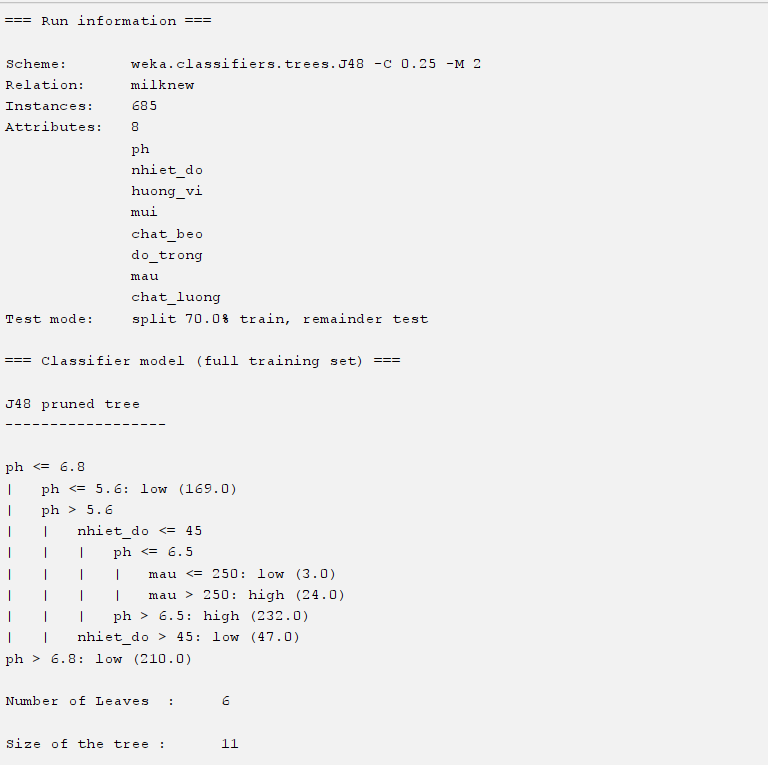 === Run information ===
Scheme:       weka.classifiers.trees.J48 -C 0.25 -M 2
Relation:     milknew
Instances:    685
Attributes:   8
              ph
              nhiet_do
              huong_vi
              mui
              chat_beo
              do_trong
              mau
              chat_luong
Test mode:    split 70.0% train, remainder test
=== Classifier model (full training set) ===
J48 pruned tree
------------------
ph <= 6.8
|   ph <= 5.6: low (169.0)
|   ph > 5.6
|   |   nhiet_do <= 45
|   |   |   ph <= 6.5
|   |   |   |   mau <= 250: low (3.0)
|   |   |   |   mau > 250: high (24.0)
|   |   |   ph > 6.5: high (232.0)
|   |   nhiet_do > 45: low (47.0)
ph > 6.8: low (210.0)
Number of Leaves  :     6
Size of the tree :      11